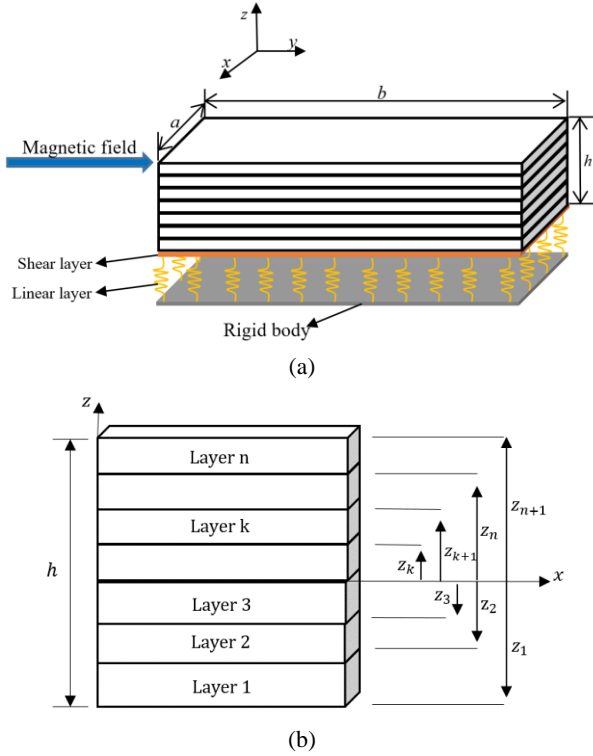 z
y
x
b
a
Magnetic field
h
Shear layer
Linear layer
Rigid body
(a)
z
Layer n
Layer k
Layer 3
Layer 2
Layer 1
h
x
z_k
z_{k+1}
z_n
z_{n+1}
z_3
z_2
z_1
(b)